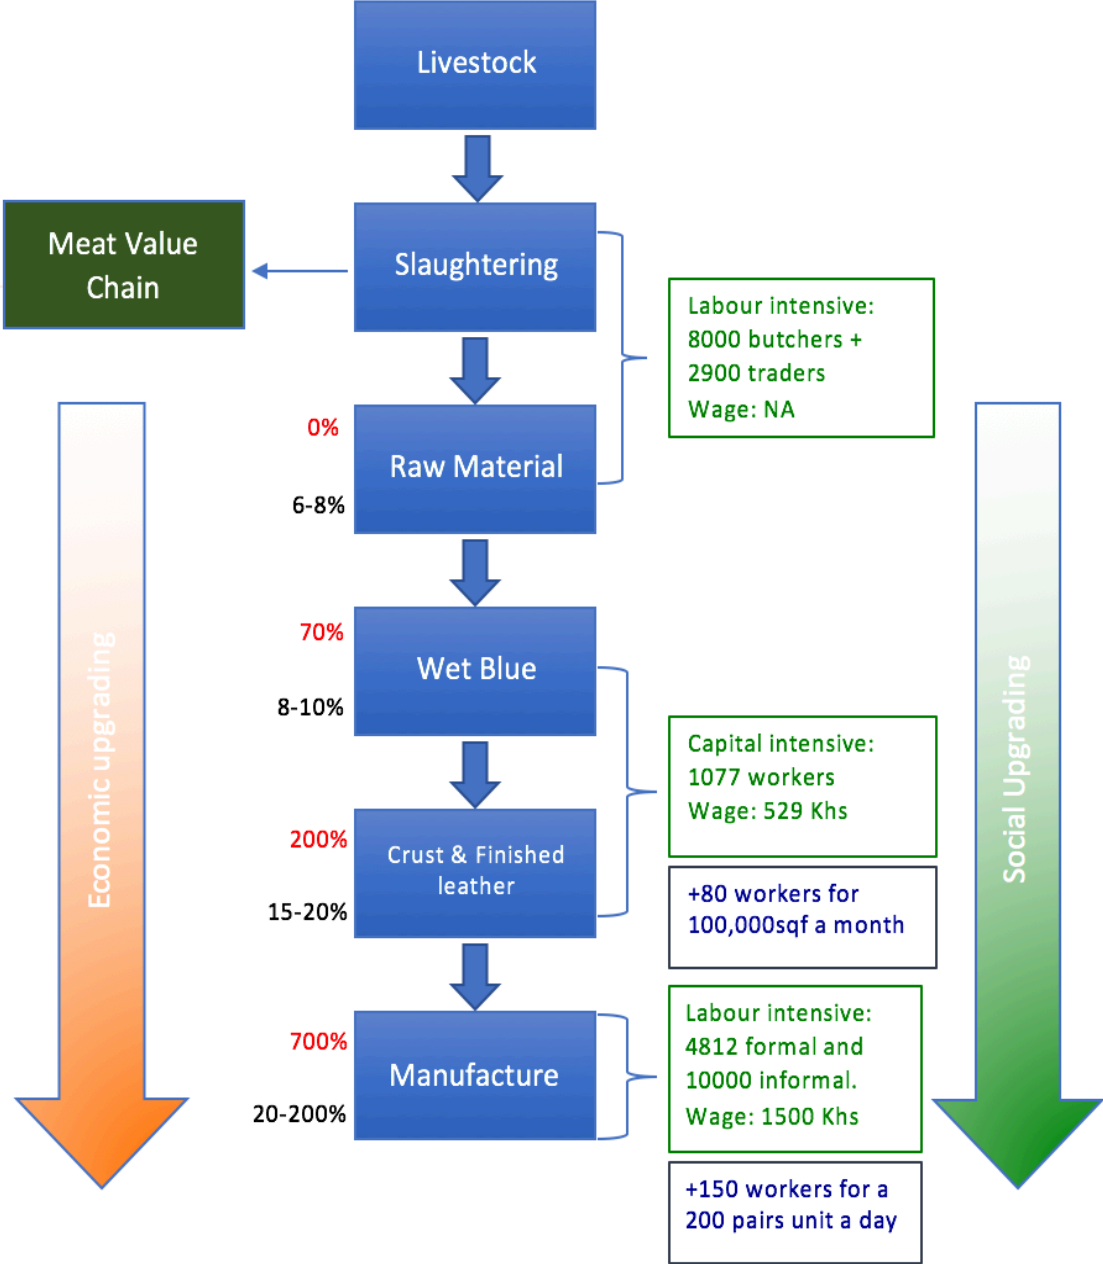 Livestock
Meat Value
Chain
Slaughtering
Labour intensive:
8000 butchers +
2900 traders
Wage: NA
0%
Raw Material
6-8%
70%
Wet Blue
8-10%
Capital intensive:
1077 workers
Wage: 529 Khs
200%
Crust & Finished
leather
15-20%
+80 workers for
100,000sqf a month
700%
Manufacture
20-200%
Labour intensive:
4812 formal and
10000 informal.
Wage: 1500 Khs
+150 workers for a
200 pairs unit a day
Economic upgrading
Social Upgrading